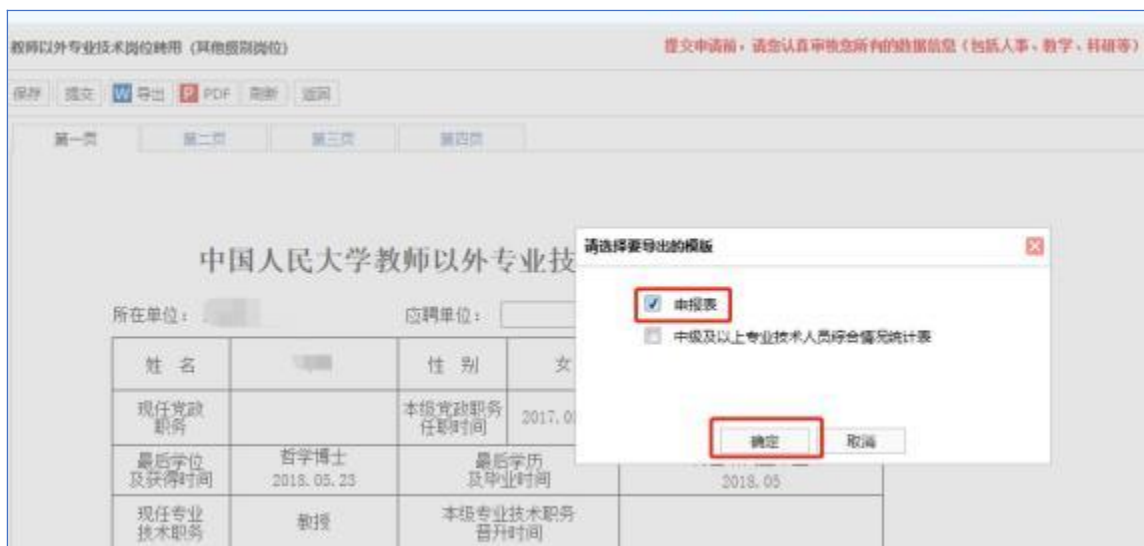 教师以外专业技术岗位聘用（其他级别岗位）
提交申请前，请您认真审核您所有的数据信息（包括人事、教学、科研等）
保存 提交 W 导出 P PDF 刷新 返回
第一页 第二页 第三页 第四页
中国人民大学教师以外专业技
请选择要导出的模版
申报表
中级及以上专业技术人员综合情况统计表
确定 取消
所在单位： 应聘单位：
姓 名 性 别 女
现任党政职务 本级党政职务任职时间 2017.0
最后学位及获得时间 哲学博士 2018.05.23 最后学历及毕业时间 2018.05
现任专业技术职务 教授 本级专业技术职务晋升时间